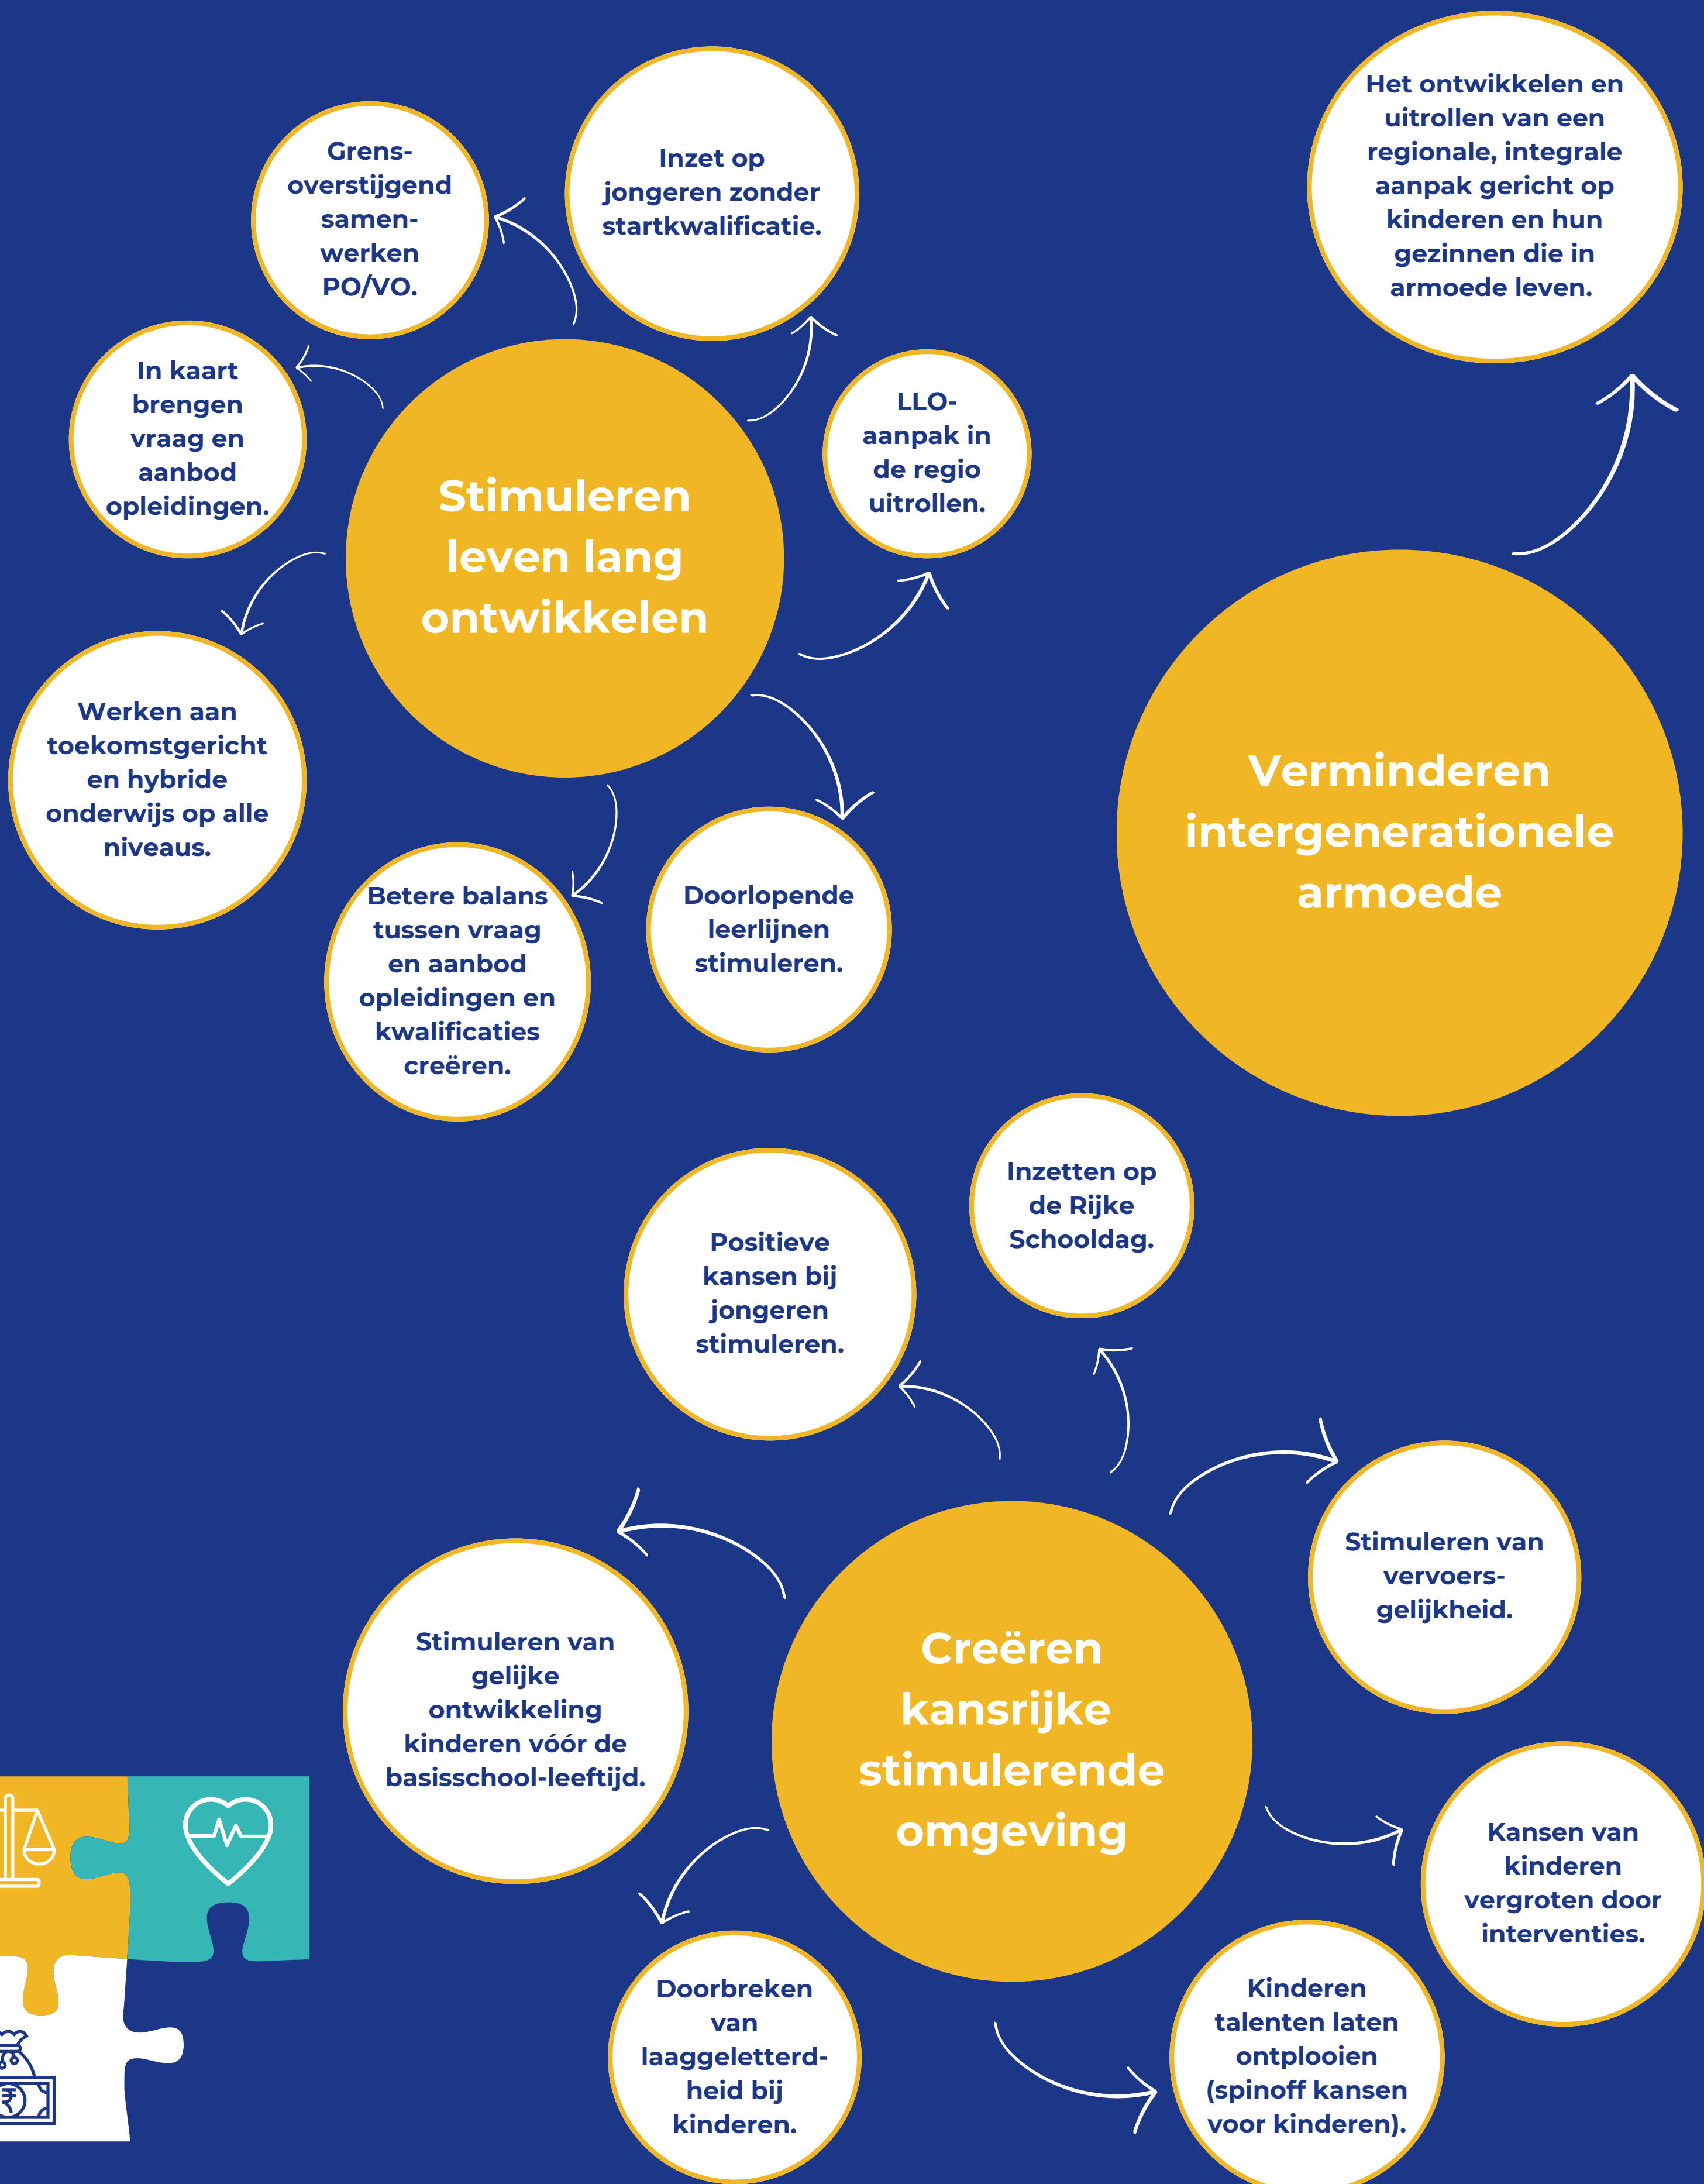 Grens-
overstijgend
samen-
werken
PO/VO.
Inzet op
jongeren zonder
startkwalificatie.
Het ontwikkelen en
uitrollen van een
regionale, integrale
aanpak gericht op
kinderen en hun
gezinnen die in
armoede leven.
In kaart
brengen
vraag en
aanbod
opleidingen.
LLO-
aanpak in
de regio
uitrollen.
Stimuleren
leven lang
ontwikkelen
Werken aan
toekomstgericht
en hybride
onderwijs op alle
niveaus.
Betere balans
tussen vraag
en aanbod
opleidingen en
kwalificaties
creëren.
Doorlopende
leerlijnen
stimuleren.
Verminderen
intergenerationele
armoede
Positieve
kansen bij
jongeren
stimuleren.
Inzetten op
de Rijke
Schooldag.
Stimuleren van
vervoers-
gelijkheid.
Stimuleren van
gelijke
ontwikkeling
kinderen vóór de
basisschool-leeftijd.
Creëren
kansrijke
stimulerende
omgeving
Kansen van
kinderen
vergroten door
interventies.
Doorbreken
van
laaggeletterd-
heid bij
kinderen.
Kinderen
talenten laten
ontplooien
(spinoff kansen
voor kinderen).
₹